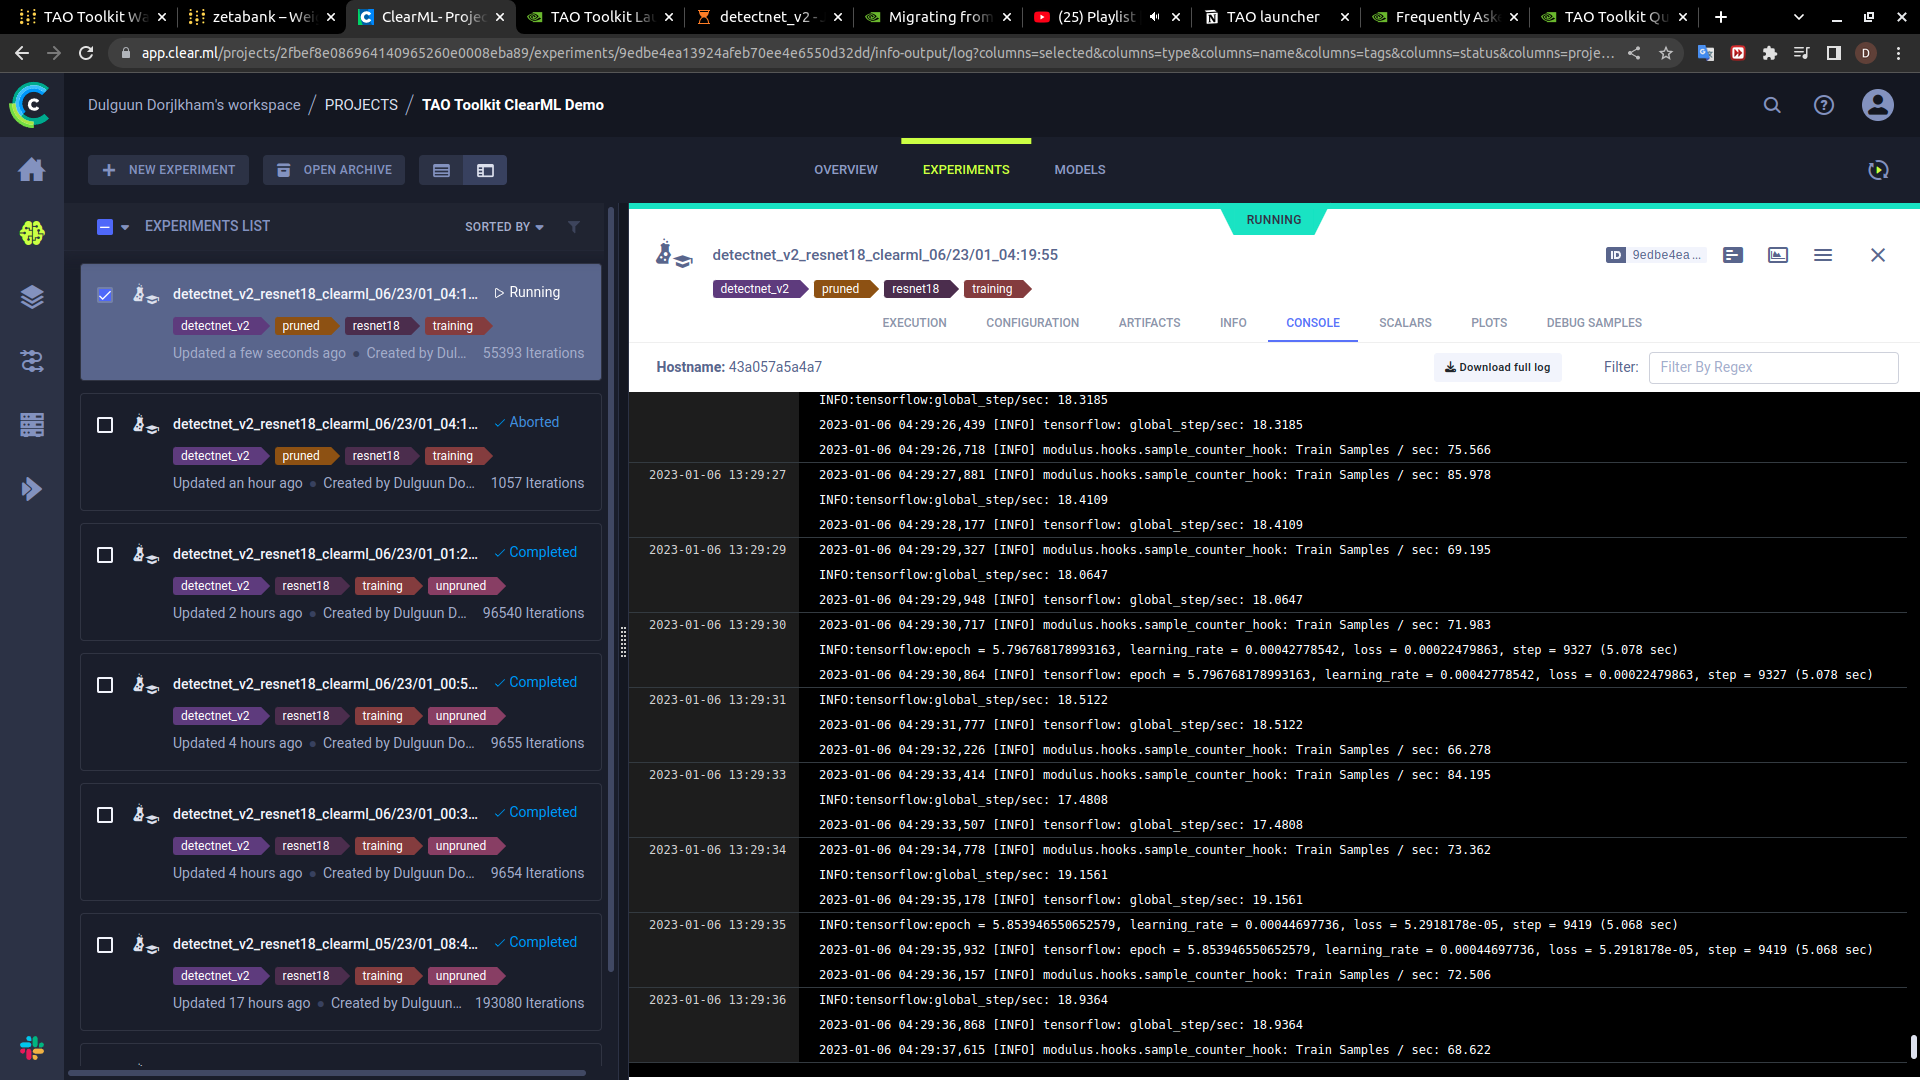 TAO Toolkit Wa
zetabank – Wei
ClearML- Projec
TAO Toolkit Lau
detectnet_v2 -
Migrating from
(25) Playlist
TAO launcher
Frequently Aske
TAO Toolkit Qu
app.clear.ml/projects/2fbef8e086964140965260e0008eba89/experiments/9edbe4ea13924afeb70ee4e6550d32dd/info-output/log?columns=selected&columns=type&columns=name&columns=tags&columns=status&columns=proje...
D
Dulguun Dorjlkham's workspace / PROJECTS / TAO Toolkit ClearML Demo
NEW EXPERIMENT
OPEN ARCHIVE
OVERVIEW
EXPERIMENTS
MODELS
EXPERIMENTS LIST
SORTED BY
detectnet_v2_resnet18_clearml_06/23/01_04:1... Running
detectnet_v2 pruned resnet18 training
Updated a few seconds ago • Created by Dul... 55393 Iterations
detectnet_v2_resnet18_clearml_06/23/01_04:1... Aborted
detectnet_v2 pruned resnet18 training
Updated an hour ago • Created by Dulguun Do... 1057 Iterations
detectnet_v2_resnet18_clearml_06/23/01_01:2... Completed
detectnet_v2 resnet18 training unpruned
Updated 2 hours ago • Created by Dulguun D... 96540 Iterations
detectnet_v2_resnet18_clearml_06/23/01_00:5... Completed
detectnet_v2 resnet18 training unpruned
Updated 4 hours ago • Created by Dulguun Do... 9655 Iterations
detectnet_v2_resnet18_clearml_06/23/01_00:3... Completed
detectnet_v2 resnet18 training unpruned
Updated 4 hours ago • Created by Dulguun Do... 9654 Iterations
detectnet_v2_resnet18_clearml_05/23/01_08:4... Completed
detectnet_v2 resnet18 training unpruned
Updated 17 hours ago • Created by Dulguun... 193080 Iterations
RUNNING
detectnet_v2_resnet18_clearml_06/23/01_04:19:55
ID 9edbe4ea...
detectnet_v2 pruned resnet18 training
EXECUTION CONFIGURATION ARTIFACTS INFO CONSOLE SCALARS PLOTS DEBUG SAMPLES
Hostname: 43a057a5a4a7
Download full log
Filter: Filter By Regex
INFO:tensorflow:global_step/sec: 18.3185
2023-01-06 04:29:26,439 [INFO] tensorflow: global_step/sec: 18.3185
2023-01-06 04:29:26,718 [INFO] modulus.hooks.sample_counter_hook: Train Samples / sec: 75.566
2023-01-06 13:29:27 2023-01-06 04:29:27,881 [INFO] modulus.hooks.sample_counter_hook: Train Samples / sec: 85.978
INFO:tensorflow:global_step/sec: 18.4109
2023-01-06 04:29:28,177 [INFO] tensorflow: global_step/sec: 18.4109
2023-01-06 13:29:29 2023-01-06 04:29:29,327 [INFO] modulus.hooks.sample_counter_hook: Train Samples / sec: 69.195
INFO:tensorflow:global_step/sec: 18.0647
2023-01-06 04:29:29,948 [INFO] tensorflow: global_step/sec: 18.0647
2023-01-06 13:29:30 2023-01-06 04:29:30,717 [INFO] modulus.hooks.sample_counter_hook: Train Samples / sec: 71.983
INFO:tensorflow:epoch = 5.796768178993163, learning_rate = 0.00042778542, loss = 0.00022479863, step = 9327 (5.078 sec)
2023-01-06 04:29:30,864 [INFO] tensorflow: epoch = 5.796768178993163, learning_rate = 0.00042778542, loss = 0.00022479863, step = 9327 (5.078 sec)
2023-01-06 13:29:31 INFO:tensorflow:global_step/sec: 18.5122
2023-01-06 04:29:31,777 [INFO] tensorflow: global_step/sec: 18.5122
2023-01-06 04:29:32,226 [INFO] modulus.hooks.sample_counter_hook: Train Samples / sec: 66.278
2023-01-06 13:29:33 2023-01-06 04:29:33,414 [INFO] modulus.hooks.sample_counter_hook: Train Samples / sec: 84.195
INFO:tensorflow:global_step/sec: 17.4808
2023-01-06 04:29:33,507 [INFO] tensorflow: global_step/sec: 17.4808
2023-01-06 13:29:34 2023-01-06 04:29:34,778 [INFO] modulus.hooks.sample_counter_hook: Train Samples / sec: 73.362
INFO:tensorflow:global_step/sec: 19.1561
2023-01-06 04:29:35,178 [INFO] tensorflow: global_step/sec: 19.1561
2023-01-06 13:29:35 INFO:tensorflow:epoch = 5.853946550652579, learning_rate = 0.00044697736, loss = 5.2918178e-05, step = 9419 (5.068 sec)
2023-01-06 04:29:35,932 [INFO] tensorflow: epoch = 5.853946550652579, learning_rate = 0.00044697736, loss = 5.2918178e-05, step = 9419 (5.068 sec)
2023-01-06 04:29:36,157 [INFO] modulus.hooks.sample_counter_hook: Train Samples / sec: 72.506
2023-01-06 13:29:36 INFO:tensorflow:global_step/sec: 18.9364
2023-01-06 04:29:36,868 [INFO] tensorflow: global_step/sec: 18.9364
2023-01-06 04:29:37,615 [INFO] modulus.hooks.sample_counter_hook: Train Samples / sec: 68.622